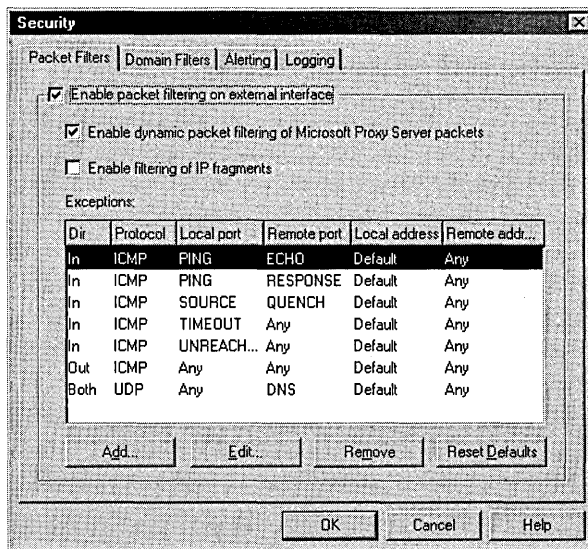 Security
Packet Filters Domain Filters Alerting Logging
Enable packet filtering on external interface
Enable dynamic packet filtering of Microsoft Proxy Server packets
Enable filtering of IP fragments
Exceptions:
Dir Protocol Local port Remote port Local address Remote addr...
In ICMP PING ECHO Default Any
In ICMP PING RESPONSE Default Any
In ICMP SOURCE QUENCH Default Any
In ICMP TIMEOUT Any Default Any
In ICMP UNREACH... Any Default Any
Out ICMP Any Any Default Any
Both UDP Any DNS Default Any
Add... Edit... Remove Reset Defaults
OK Cancel Help